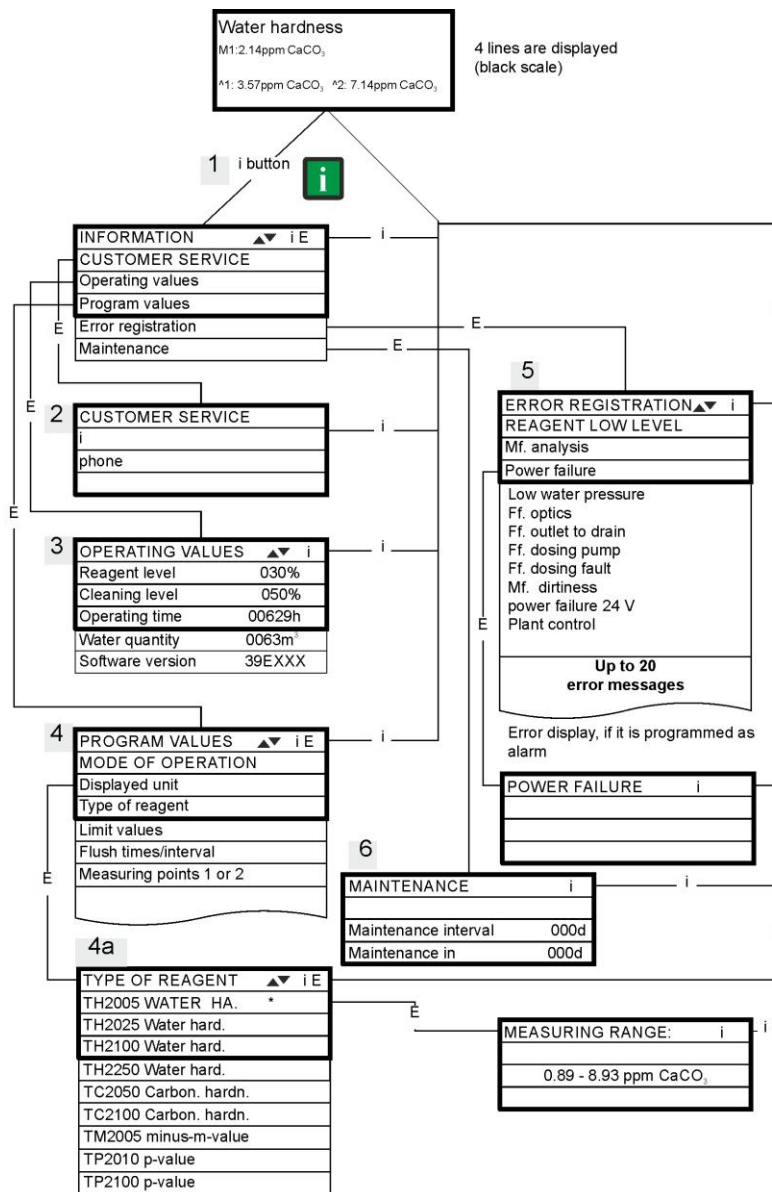 Water hardness
M1:2.14ppm CaCO₃
^1: 3.57ppm CaCO₃ ^2: 7.14ppm CaCO₃
4 lines are displayed
(black scale)
1 i button
i
INFORMATION ▲▼ i E
CUSTOMER SERVICE
Operating values
Program values
Error registration
Maintenance
i
E
E
E
E
E
2
CUSTOMER SERVICE
i
phone
i
3
OPERATING VALUES ▲▼ i
Reagent level 030%
Cleaning level 050%
Operating time 00629h
Water quantity 0063m³
Software version 39EXXX
i
4
PROGRAM VALUES ▲▼ i E
MODE OF OPERATION
Displayed unit
Type of reagent
Limit values
Flush times/interval
Measuring points 1 or 2
i
E
4a
TYPE OF REAGENT ▲▼ i E
TH2005 WATER HA. *
TH2025 Water hard.
TH2100 Water hard.
TH2250 Water hard.
TC2050 Carbon. hardn.
TC2100 Carbon. hardn.
TM2005 minus-m-value
TP2010 p-value
TP2100 p-value
5
ERROR REGISTRATION▲▼ i
REAGENT LOW LEVEL
Mf. analysis
Power failure
Low water pressure
Ff. optics
Ff. outlet to drain
Ff. dosing pump
Ff. dosing fault
Mf. dirtiness
power failure 24 V
Plant control
Up to 20
error messages
E
Error display, if it is programmed as
alarm
POWER FAILURE i
6
MAINTENANCE i
Maintenance interval 000d
Maintenance in 000d
i
E
MEASURING RANGE: i
0.89 - 8.93 ppm CaCO₃
i